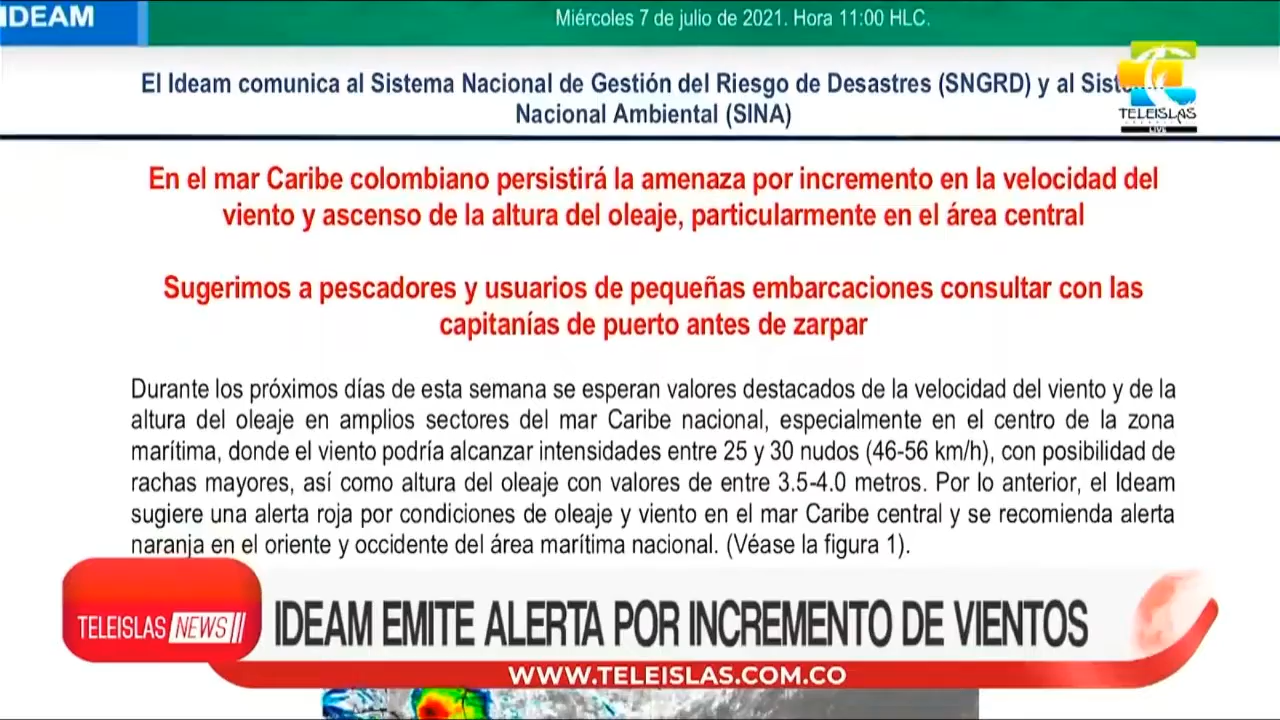 IDEAM
Miércoles 7 de julio de 2021. Hora 11:00 HLC.
El Ideam comunica al Sistema Nacional de Gestión del Riesgo de Desastres (SNGRD) y al
Nacional Ambiental (SINA)
TELEISLAS
LIVE
En el mar Caribe colombiano persistirá la amenaza por incremento en la velocidad del
viento y ascenso de la altura del oleaje, particularmente en el área central
Sugerimos a pescadores y usuarios de pequeñas embarcaciones consultar con las
capitanías de puerto antes de zarpar
Durante los próximos días de esta semana se esperan valores destacados de la velocidad del viento y de la
altura del oleaje en amplios sectores del mar Caribe nacional, especialmente en el centro de la zona
marítima, donde el viento podría alcanzar intensidades entre 25 y 30 nudos (46-56 km/h), con posibilidad de
rachas mayores, así como altura del oleaje con valores de entre 3.5-4.0 metros. Por lo anterior, el Ideam
sugiere una alerta roja por condiciones de oleaje y viento en el mar Caribe central y se recomienda alerta
naranja en el oriente y occidente del área marítima nacional. (Véase la figura 1).
TELEISLAS NEWS
IDEAM EMITE ALERTA POR INCREMENTO DE VIENTOS
WWW.TELEISLAS.COM.CO